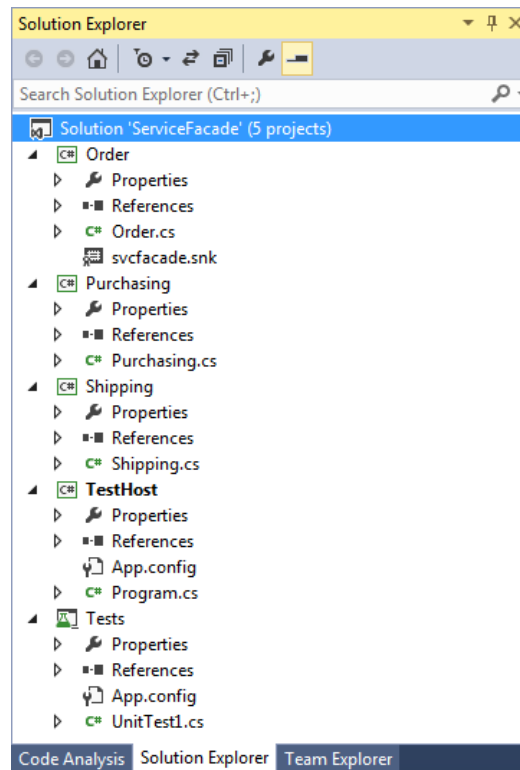 Solution Explorer
Search Solution Explorer (Ctrl+;)
Solution 'ServiceFacade' (5 projects)
C# Order
Properties
References
C# Order.cs
svcfacade.snk
C# Purchasing
Properties
References
C# Purchasing.cs
C# Shipping
Properties
References
C# Shipping.cs
C# TestHost
Properties
References
App.config
C# Program.cs
Tests
Properties
References
App.config
C# UnitTest1.cs
Code Analysis Solution Explorer Team Explorer